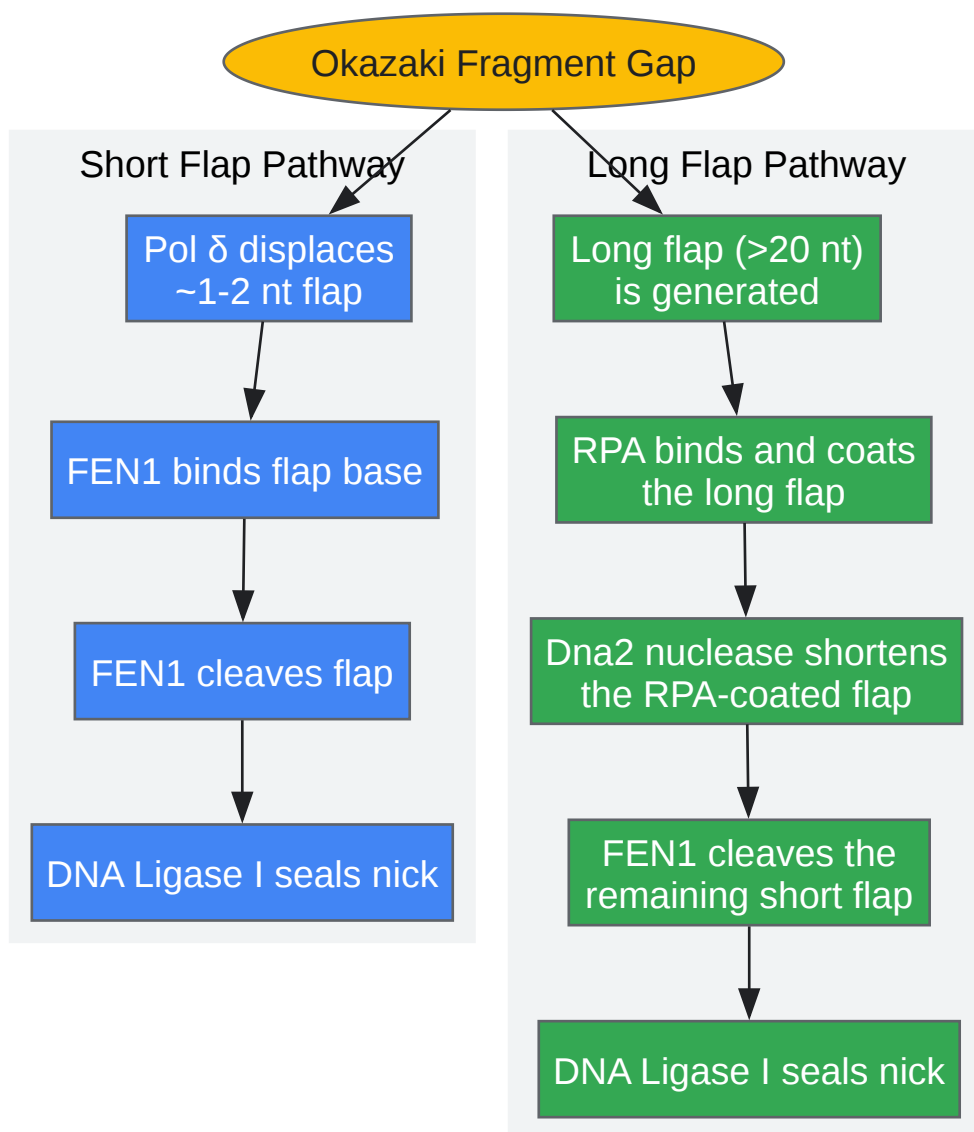 Okazaki Fragment Gap
Short Flap Pathway
Pol δ displaces
~1-2 nt flap
FEN1 binds flap base
FEN1 cleaves flap
DNA Ligase I seals nick
Long Flap Pathway
Long flap (>20 nt)
is generated
RPA binds and coats
the long flap
Dna2 nuclease shortens
the RPA-coated flap
FEN1 cleaves the
remaining short flap
DNA Ligase I seals nick